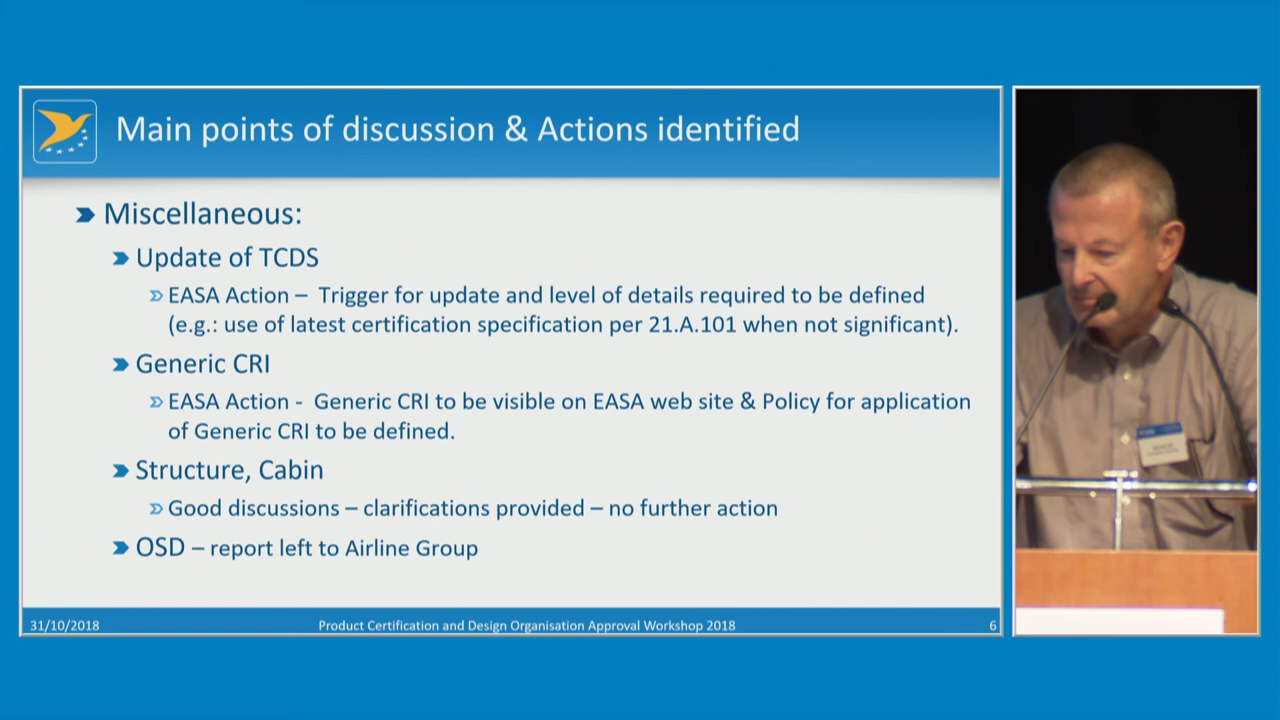 Main points of discussion & Actions identified
Miscellaneous:
Update of TCDS
EASA Action – Trigger for update and level of details required to be defined
(e.g.: use of latest certification specification per 21.A.101 when not significant).
Generic CRI
EASA Action - Generic CRI to be visible on EASA web site & Policy for application
of Generic CRI to be defined.
Structure, Cabin
Good discussions – clarifications provided – no further action
OSD – report left to Airline Group
31/10/2018 Product Certification and Design Organisation Approval Workshop 2018 6